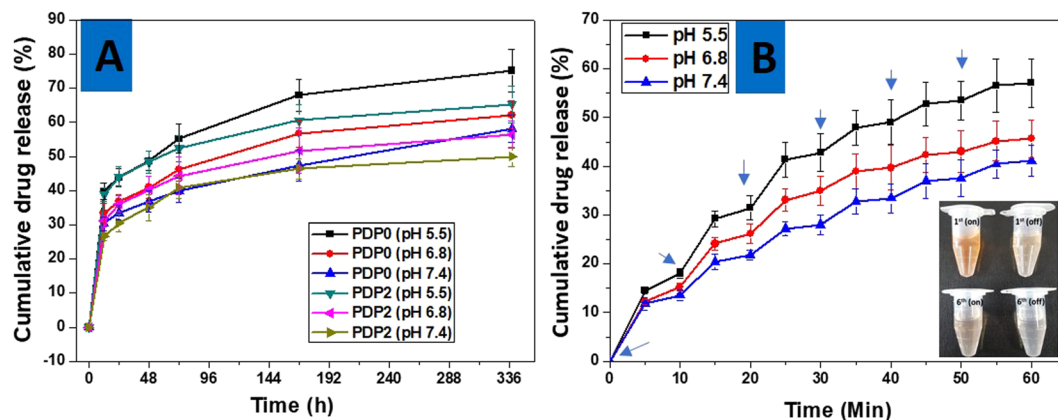 A
Cumulative drug release (%)
90
80
70
60
50
40
30
20
10
0
-10
PDP0 (pH 5.5)
PDP0 (pH 6.8)
PDP0 (pH 7.4)
PDP2 (pH 5.5)
PDP2 (pH 6.8)
PDP2 (pH 7.4)
0 48 96 144 192 240 288 336
Time (h)
B
Cumulative drug release (%)
70
60
50
40
30
20
10
0
pH 5.5
pH 6.8
pH 7.4
1st (on) 1st (off)
6th (on) 6th (off)
0 10 20 30 40 50 60
Time (Min)